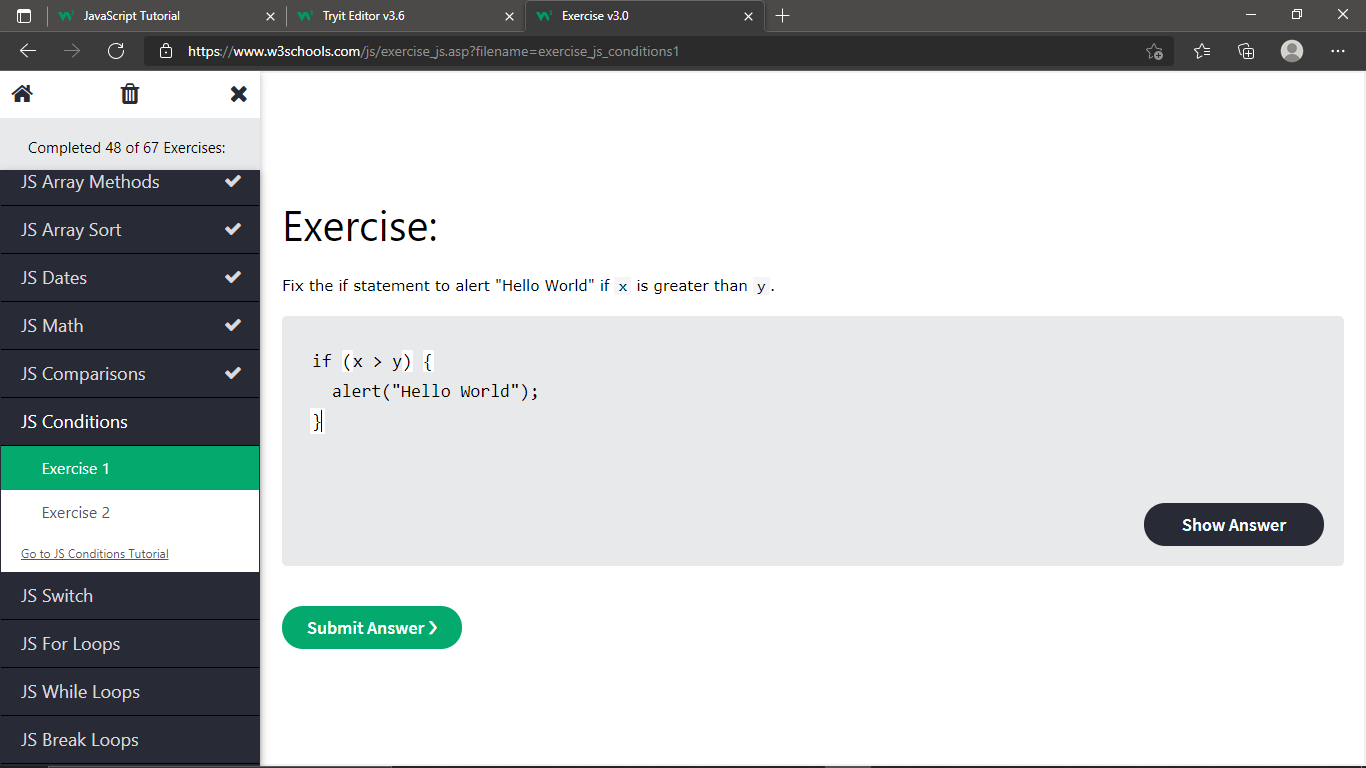 JavaScript Tutorial
Tryit Editor v3.6
Exercise v3.0
https://www.w3schools.com/js/exercise_js.asp?filename=exercise_js_conditions1
Completed 48 of 67 Exercises:
JS Array Methods
JS Array Sort
JS Dates
JS Math
JS Comparisons
JS Conditions
Exercise 1
Exercise 2
Go to JS Conditions Tutorial
JS Switch
JS For Loops
JS While Loops
JS Break Loops
Exercise:
Fix the if statement to alert "Hello World" if x is greater than y.
if (x > y) {
alert("Hello World");
}
Show Answer
Submit Answer ❯